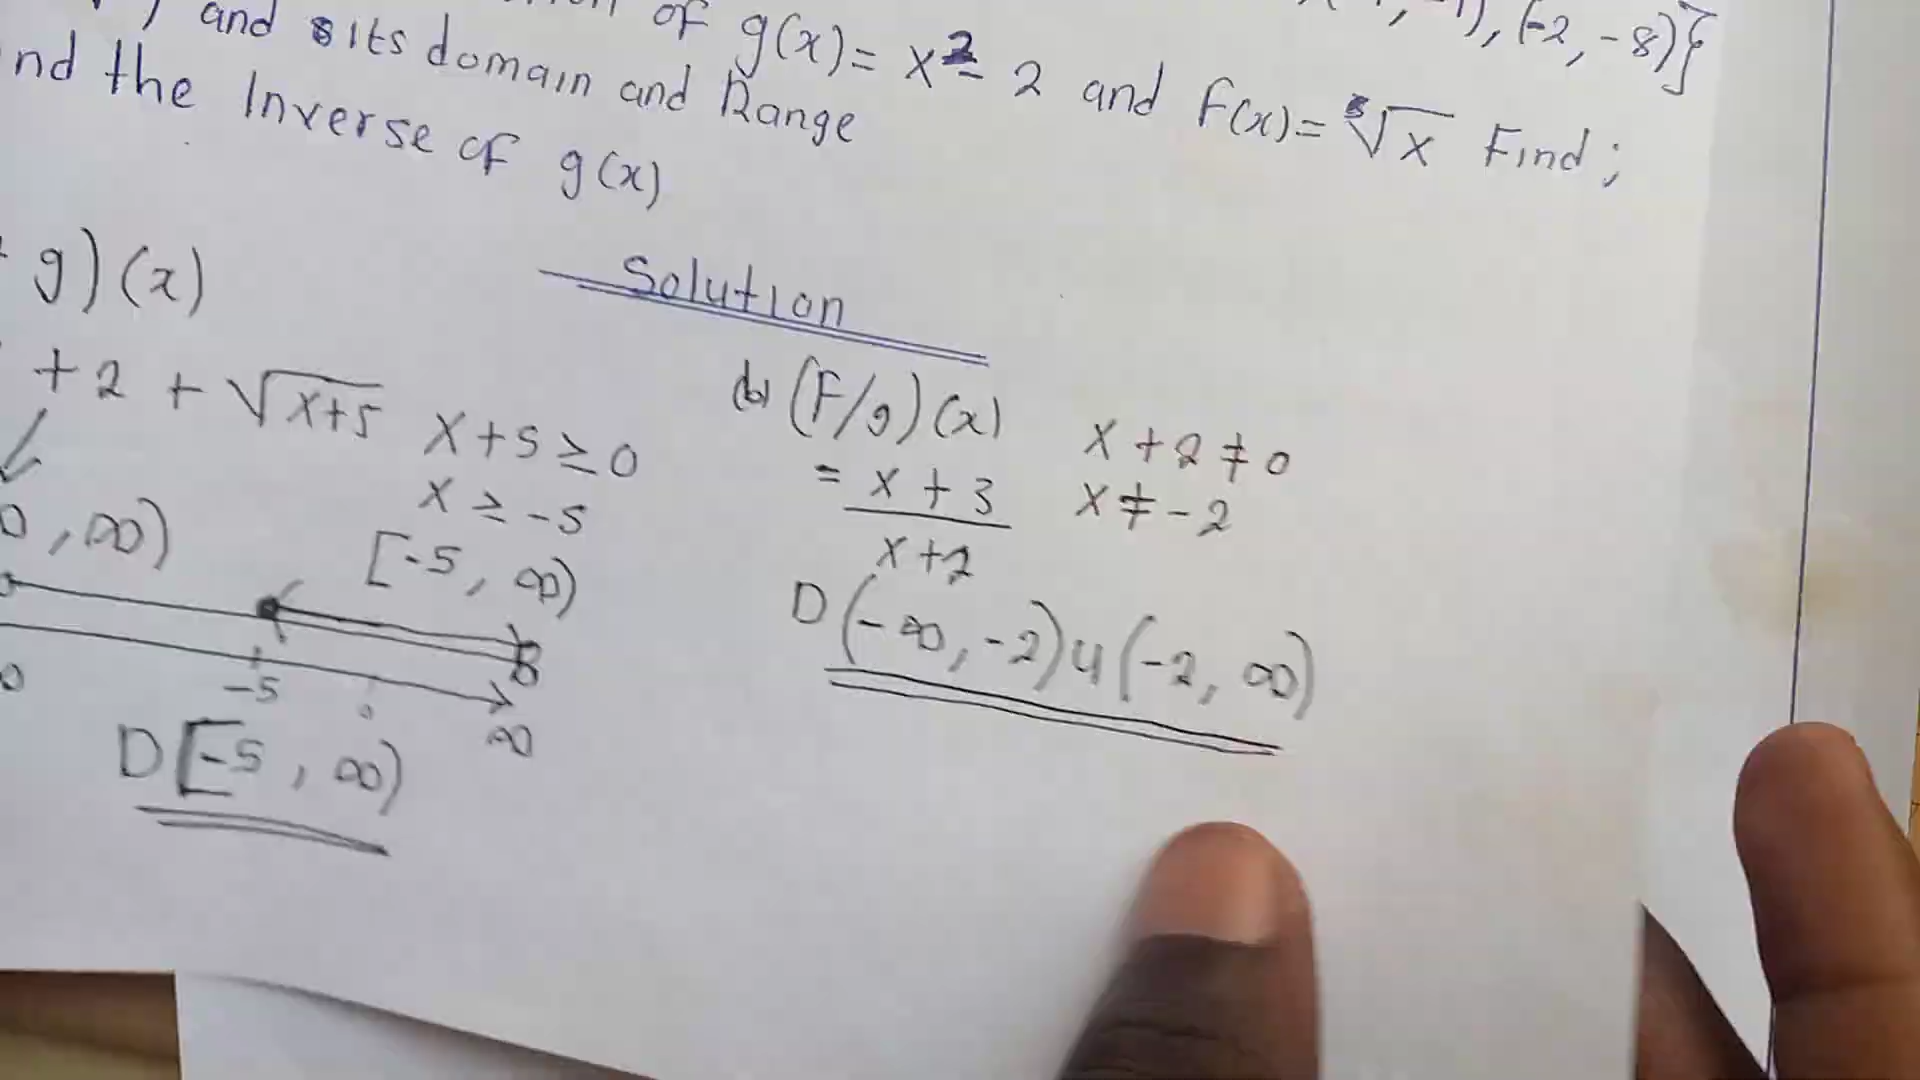 of g(x) = x² - 2 and F(x) = ∛x Find ;
, (-2, -8)}
and its domain and Range
nd the Inverse of g(x)
Solution
g)(x)
+2 + √x+5 x+5 ≥ 0
x ≥ -5
, ∞) [-5, ∞)
-5 ∞
D[-5, ∞)
(b) (F/g)(x) x + 2 ≠ 0
= x + 3 x ≠ -2
x+2
D(-∞, -2)∪(-2, ∞)